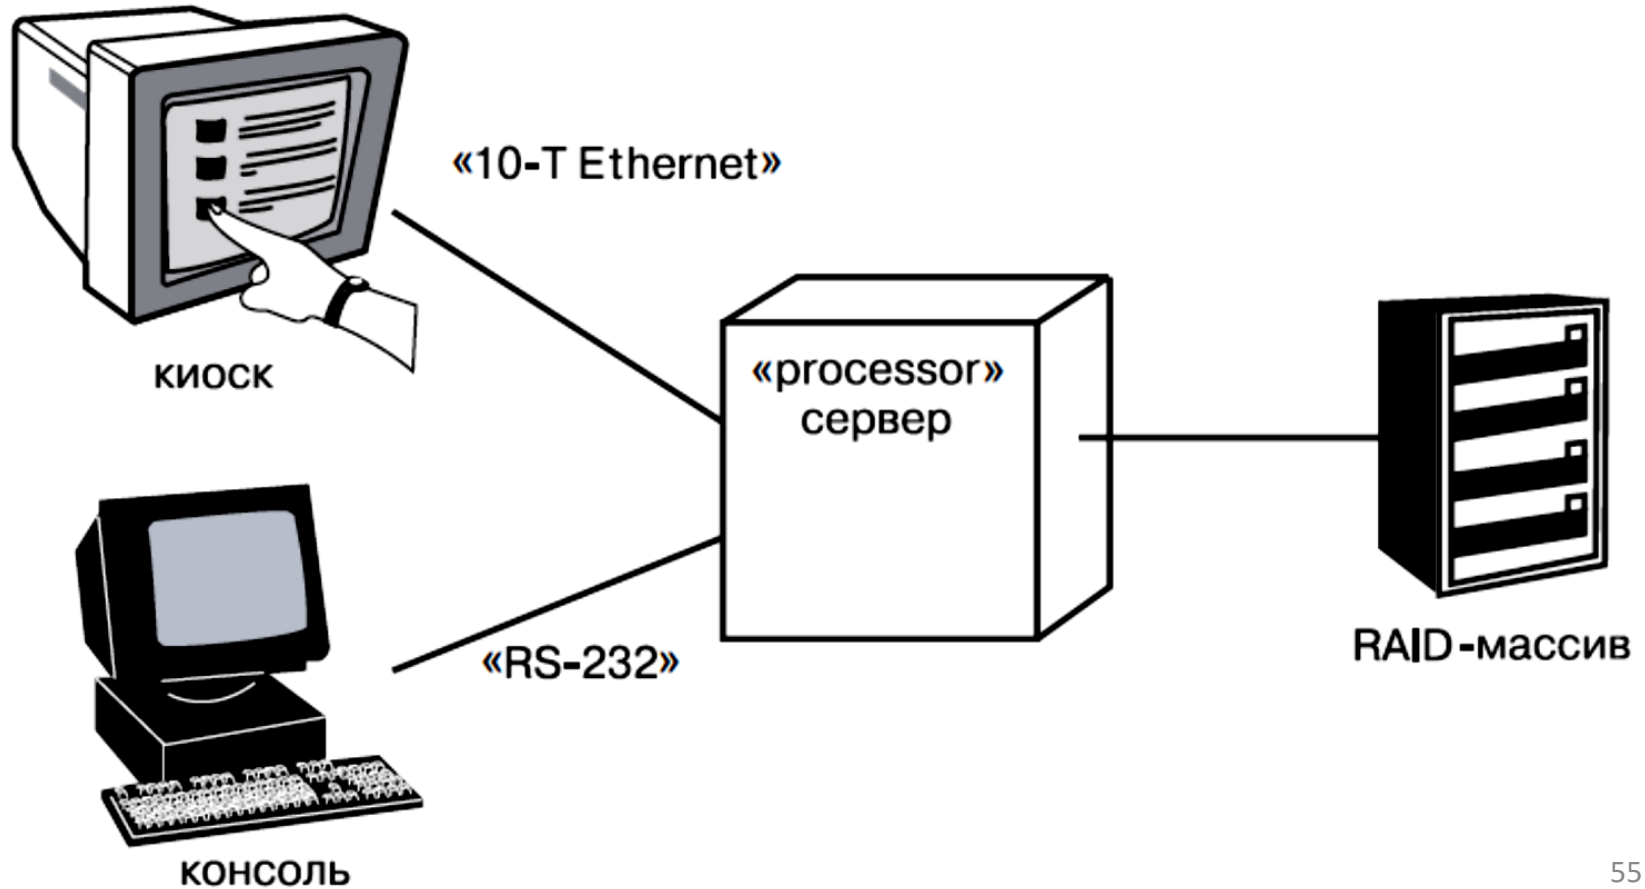 «10-T Ethernet»
киоск
«processor»
сервер
«RS-232»
RAID-массив
консоль
55